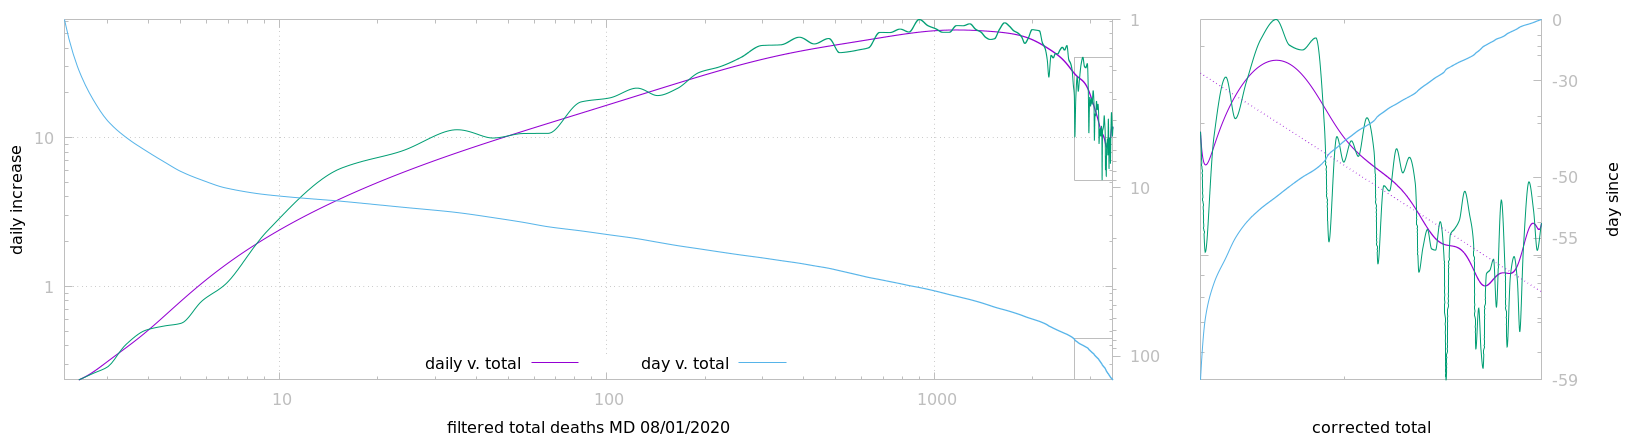 1
0
-30
10
daily increase
-50
day since
10
-55
1
daily v. total
day v. total
100
-59
10
100
1000
filtered total deaths MD 08/01/2020
corrected total